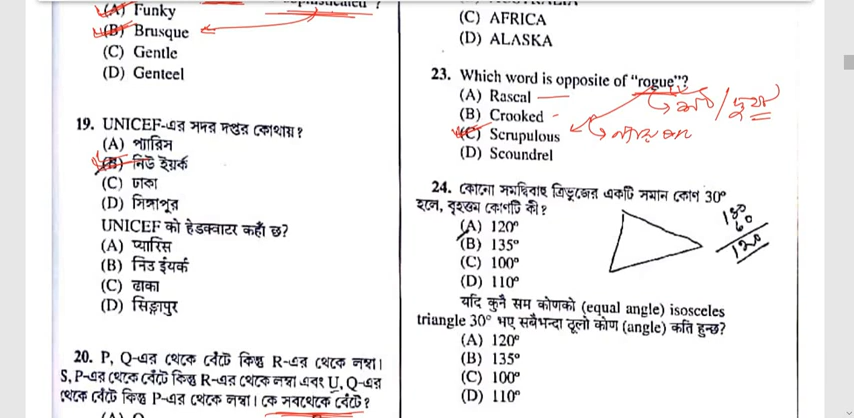 (A) Funky
(B) Brusque
(C) Gentle
(D) Genteel
19. UNICEF-এর সদর দপ্তর কোথায়?
(A) প্যারিস
(B) নিউ ইয়র্ক
(C) ঢাকা
(D) সিঙ্গাপুর
UNICEF को हेडक्वाटर कहाँ छ?
(A) प्यारिस
(B) निउ ईयर्क
(C) ढाका
(D) सिङ्गापुर
20. P, Q-এর থেকে বেঁটে কিন্তু R-এর থেকে লম্বা।
S, P-এর থেকে বেঁটে কিন্তু R-এর থেকে লম্বা এবং U, Q-এর
থেকে বেঁটে কিন্তু P-এর থেকে লম্বা। কে সবথেকে বেঁটে?
(C) AFRICA
(D) ALASKA
23. Which word is opposite of “rogue”?
(A) Rascal
(B) Crooked
(C) Scrupulous
(D) Scoundrel
24. কোনো সমদ্বিবাহু ত্রিভুজের একটি সমান কোণ 30°
হলে, বৃহত্তম কোণটি কী?
(A) 120°
(B) 135°
(C) 100°
(D) 110°
180
60
120
यदि कुनै सम कोणको (equal angle) isosceles
triangle 30° भए सबैभन्दा ठूलो कोण (angle) कति हुन्छ?
(A) 120°
(B) 135°
(C) 100°
(D) 110°